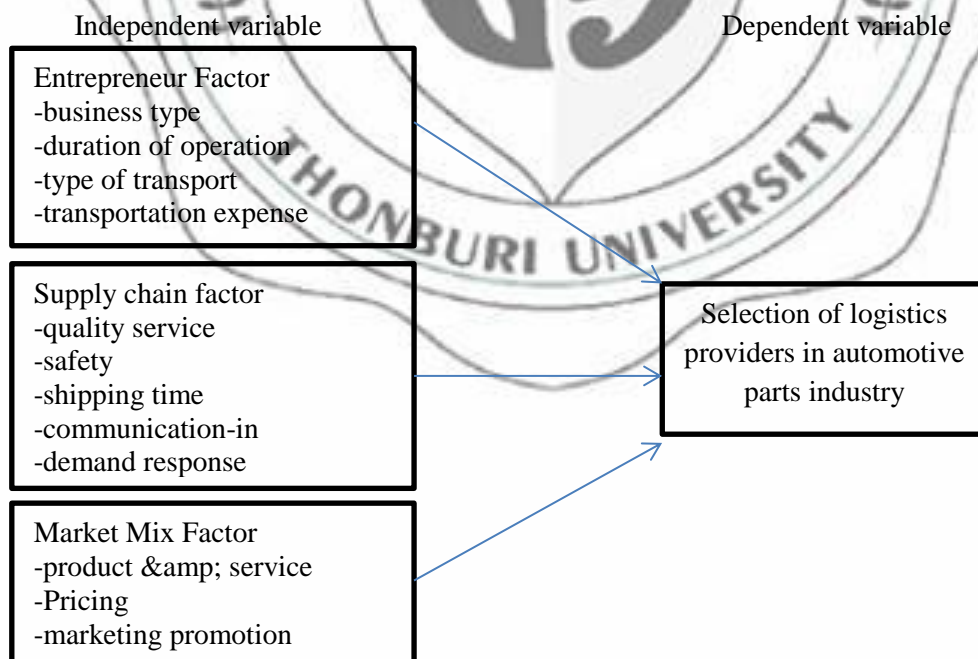 Independent variable
Dependent variable
Entrepreneur Factor
-business type
-duration of operation
-type of transport
-transportation expense
THONBURI UNIVERSITY
Supply chain factor
-quality service
-safety
-shipping time
-communication-in
-demand response
Selection of logistics
providers in automotive
parts industry
Market Mix Factor
-product &amp; service
-Pricing
-marketing promotion